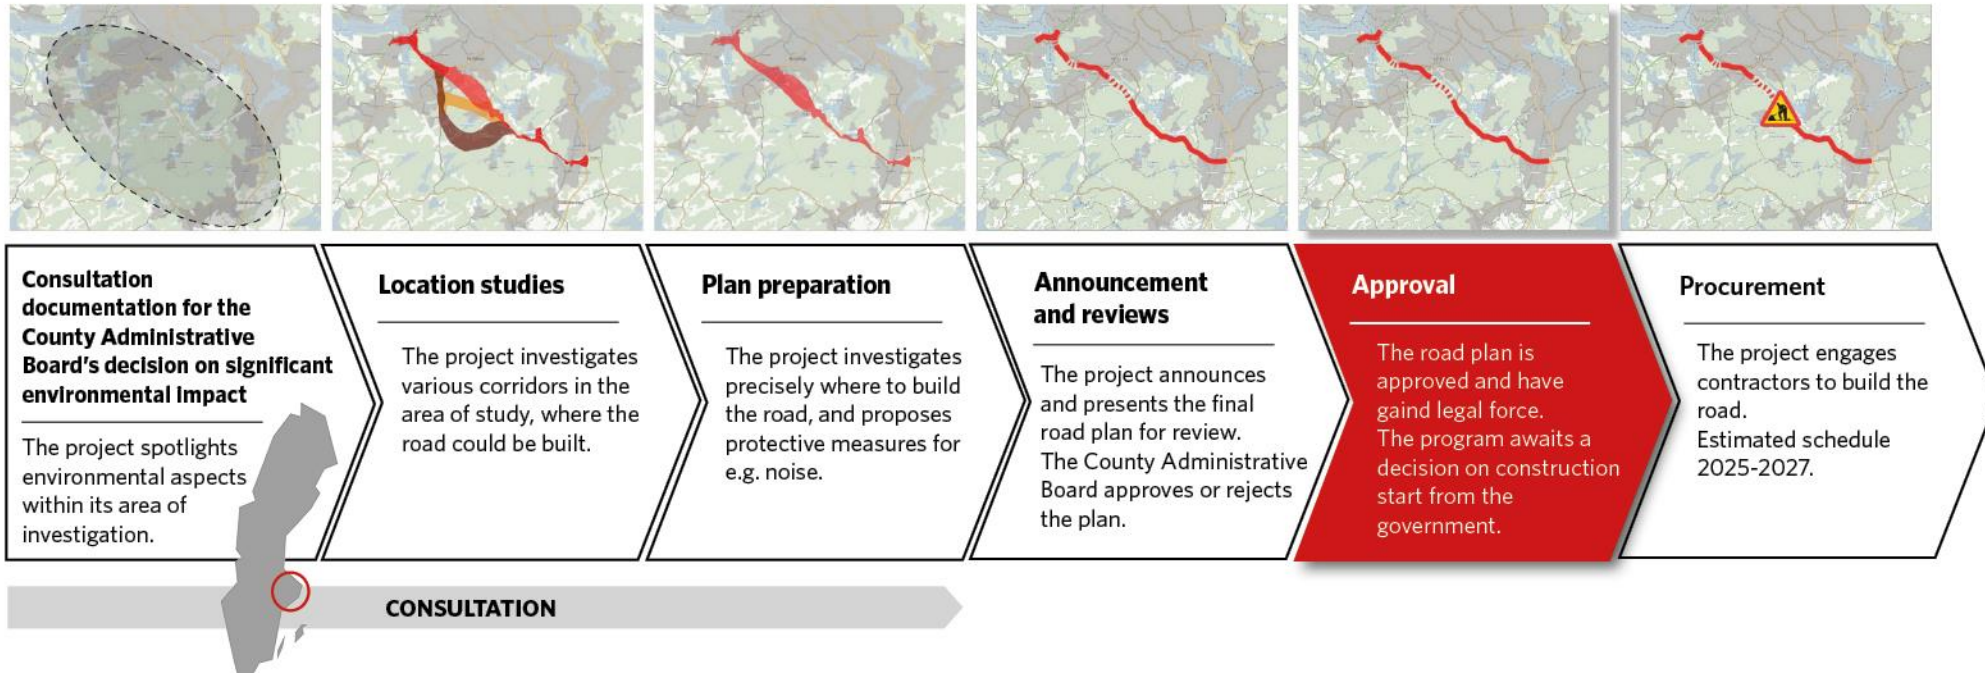 Consultation
documentation for the
County Administrative
Board's decision on significant
environmental impact
The project spotlights
environmental aspects
within its area of
investigation.
Location studies
The project investigates
various corridors in the
area of study, where the
road could be built.
Plan preparation
The project investigates
precisely where to build
the road, and proposes
protective measures for
e.g. noise.
Announcement
and reviews
The project announces
and presents the final
road plan for review.
The County Administrative
Board approves or rejects
the plan.
Approval
The road plan is
approved and have
gaind legal force.
The program awaits a
decision on construction
start from the
government.
Procurement
The project engages
contractors to build the
road.
Estimated schedule
2025-2027.
CONSULTATION